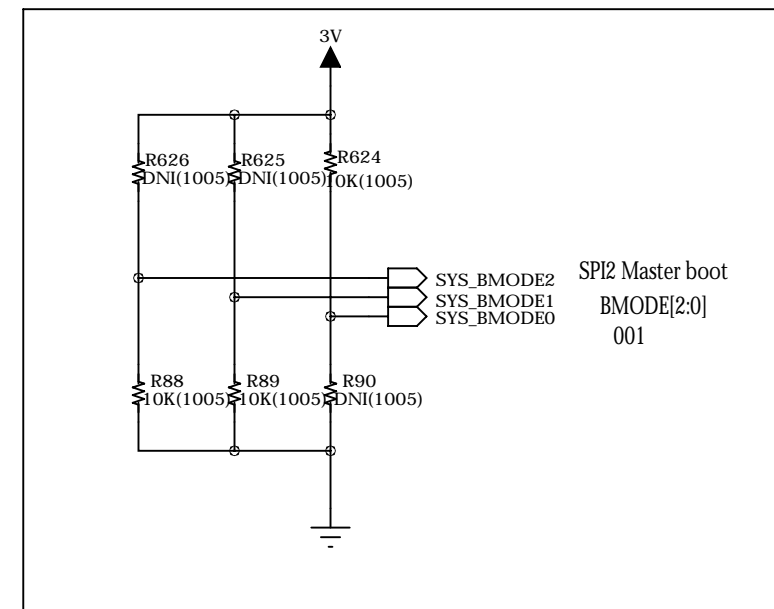 3V
R626
DNI(1005)
R625
DNI(1005)
R624
10K(1005)
SYS_BMODE2
SYS_BMODE1
SYS_BMODE0
SPI2 Master boot
BMODE[2:0]
001
R88
10K(1005)
R89
10K(1005)
R90
DNI(1005)